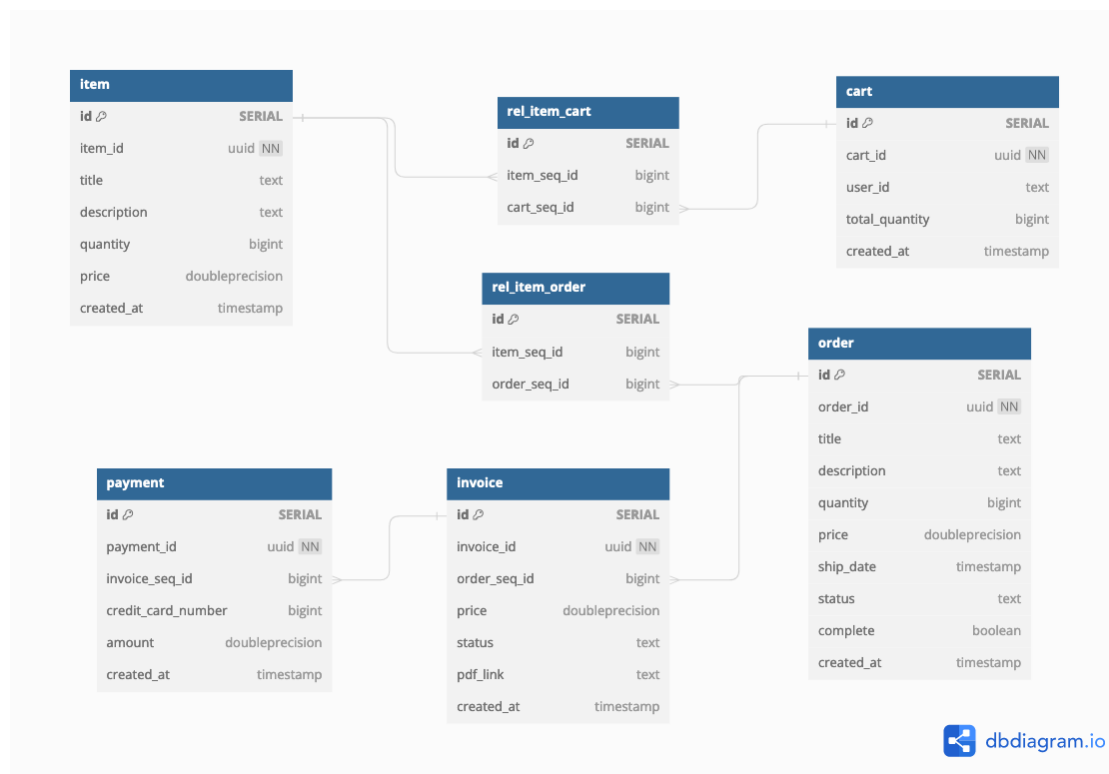 item
id SERIAL
item_id uuid NN
title text
description text
quantity bigint
price doubleprecision
created_at timestamp
rel_item_cart
id SERIAL
item_seq_id bigint
cart_seq_id bigint
cart
id SERIAL
cart_id uuid NN
user_id text
total_quantity bigint
created_at timestamp
rel_item_order
id SERIAL
item_seq_id bigint
order_seq_id bigint
order
id SERIAL
order_id uuid NN
title text
description text
quantity bigint
price doubleprecision
ship_date timestamp
status text
complete boolean
created_at timestamp
payment
id SERIAL
payment_id uuid NN
invoice_seq_id bigint
credit_card_number bigint
amount doubleprecision
created_at timestamp
invoice
id SERIAL
invoice_id uuid NN
order_seq_id bigint
price doubleprecision
status text
pdf_link text
created_at timestamp
dbdiagram.io